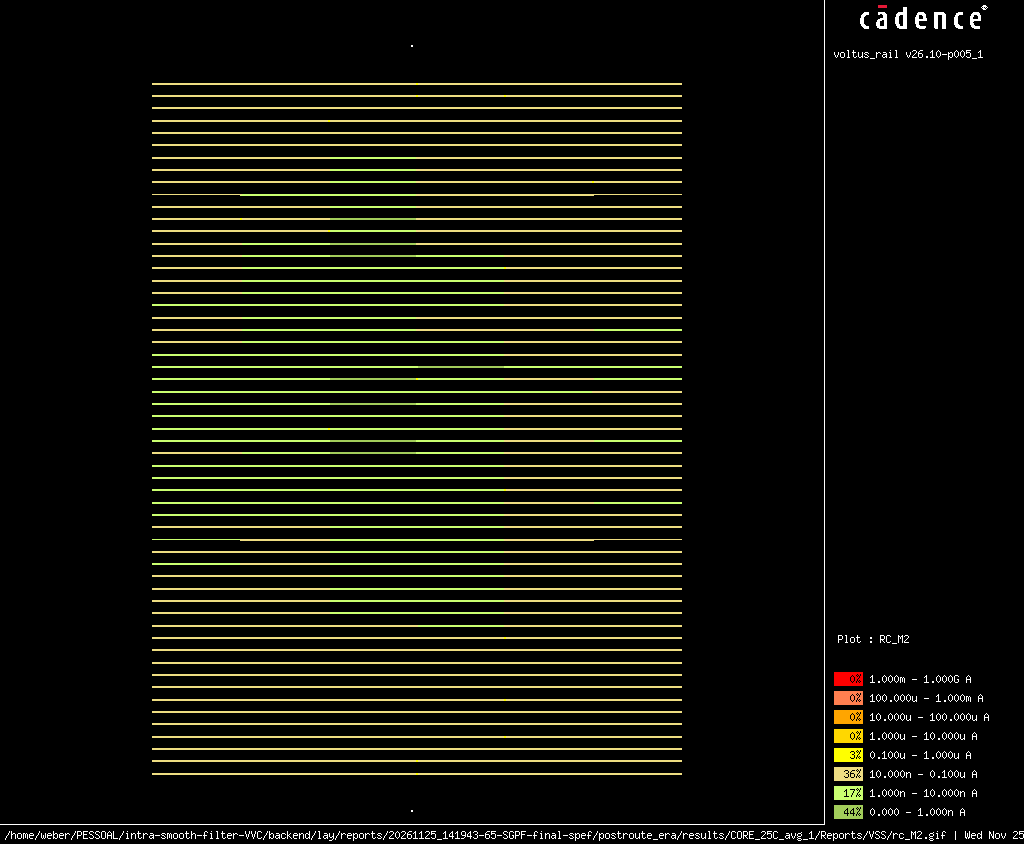 cādence®
voltus_rail v26.10-p005_1
Plot : RC_M2
0% 1.000m - 1.000G A
0% 100.000u - 1.000m A
0% 10.000u - 100.000u A
0% 1.000u - 10.000u A
3% 0.100u - 1.000u A
36% 10.000n - 0.100u A
17% 1.000n - 10.000n A
44% 0.000 - 1.000n A
/home/weber/PESSOAL/intra-smooth-filter-VVC/backend/lay/reports/20261125_141943-65-SGPF-final-spef/postroute_era/results/CORE_25C_avg_1/Reports/VSS/rc_M2.gif | Wed Nov 25